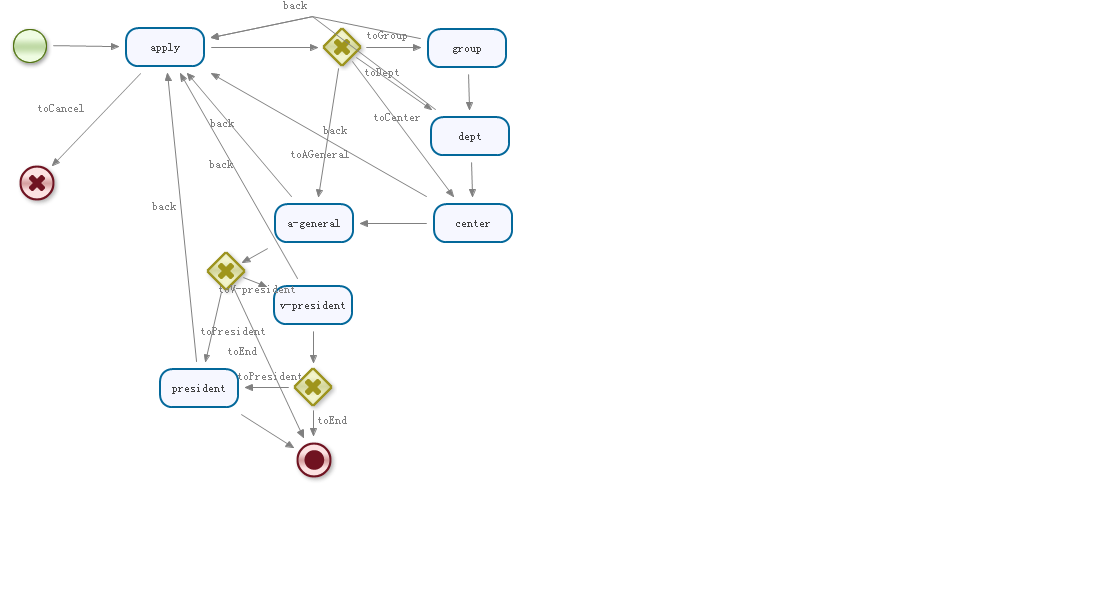 back
toGroup
apply
group
toDept
toCancel
toCenter
back
back
dept
toAGeneral
back
back
a-general
center
toV-president
v-president
toPresident
toEnd
toPresident
president
toEnd